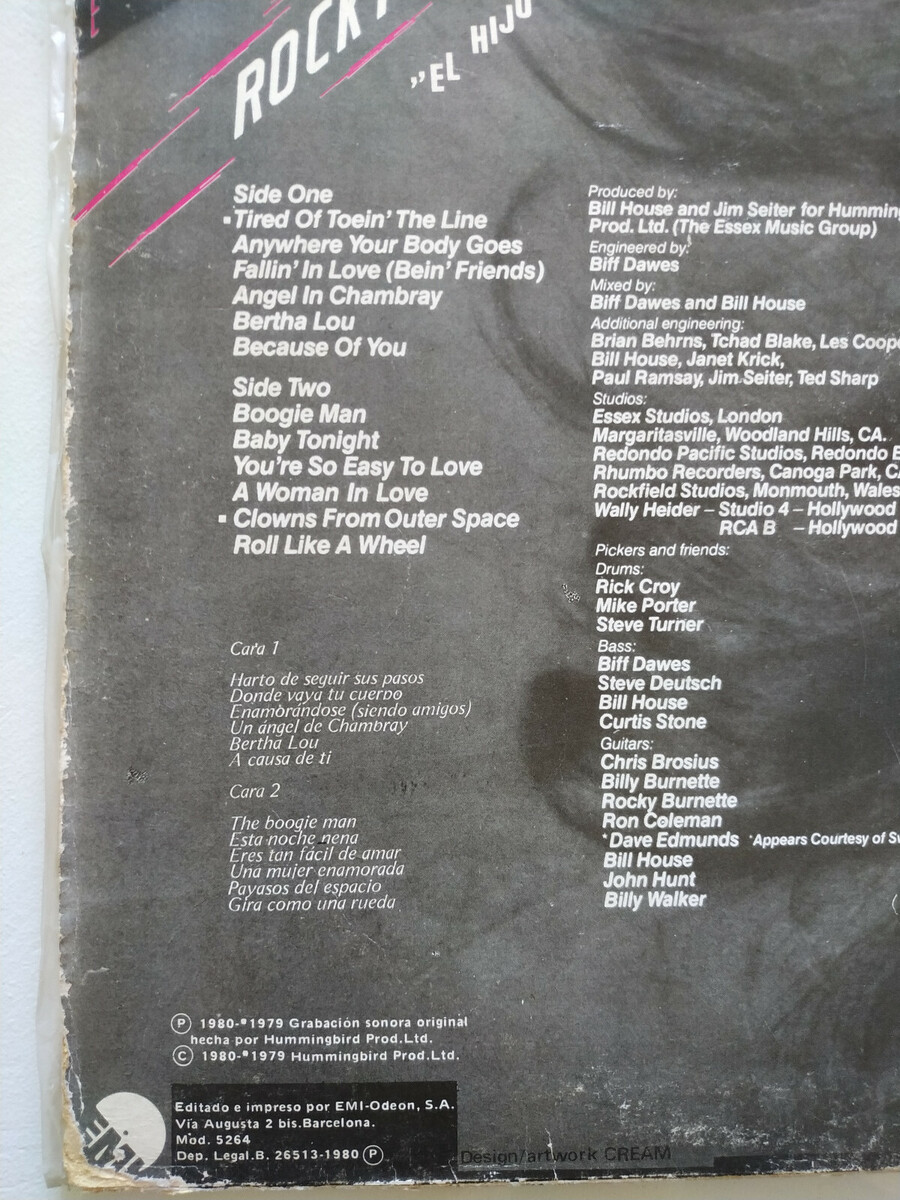 ROCKY
"EL HIJO
Side One
▪Tired Of Toein' The Line
Anywhere Your Body Goes
Fallin' In Love (Bein' Friends)
Angel In Chambray
Bertha Lou
Because Of You
Side Two
Boogie Man
Baby Tonight
You're So Easy To Love
A Woman In Love
▪Clowns From Outer Space
Roll Like A Wheel
Cara 1
Harto de seguir sus pasos
Donde vaya tu cuerpo
Enamorándose (siendo amigos)
Un ángel de Chambray
Bertha Lou
A causa de ti
Cara 2
The boogie man
Esta noche nena
Eres tan fácil de amar
Una mujer enamorada
Payasos del espacio
Gira como una rueda
Ⓟ 1980-▪1979 Grabación sonora original
hecha por Hummingbird Prod.Ltd.
Ⓒ 1980-▪1979 Hummingbird Prod.Ltd.
EMI
Editado e impreso por EMI-Odeon, S.A.
Vía Augusta 2 bis.Barcelona.
Mod. 5264
Dep. Legal.B. 26513-1980 Ⓟ
Design/artwork CREAM
Produced by:
Bill House and Jim Seiter for Humming
Prod. Ltd. (The Essex Music Group)
Engineered by:
Biff Dawes
Mixed by:
Biff Dawes and Bill House
Additional engineering:
Brian Behrns, Tchad Blake, Les Coope
Bill House, Janet Krick,
Paul Ramsay, Jim Seiter, Ted Sharp
Studios:
Essex Studios, London
Margaritasville, Woodland Hills, CA.
Redondo Pacific Studios, Redondo B
Rhumbo Recorders, Canoga Park, CA
Rockfield Studios, Monmouth, Wales
Wally Heider – Studio 4 – Hollywood
RCA B – Hollywood
Pickers and friends:
Drums:
Rick Croy
Mike Porter
Steve Turner
Bass:
Biff Dawes
Steve Deutsch
Bill House
Curtis Stone
Guitars:
Chris Brosius
Billy Burnette
Rocky Burnette
Ron Coleman
*Dave Edmunds *Appears Courtesy of Sw
Bill House
John Hunt
Billy Walker